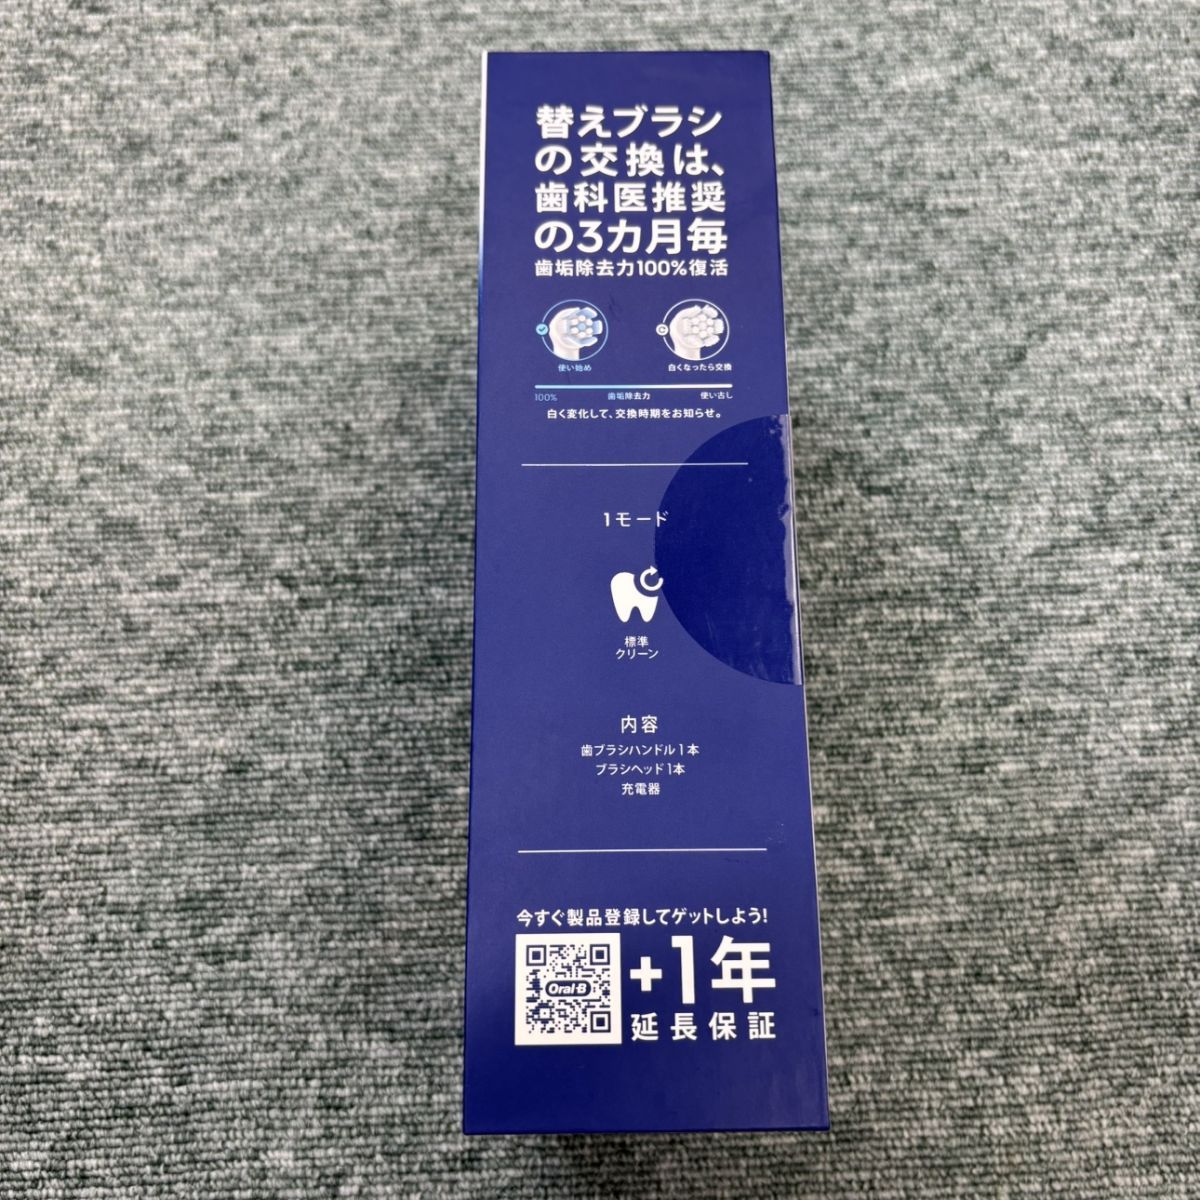 替えブラシ
の交換は、
歯科医推奨
の3カ月毎
歯垢除去力100%復活
使い始め
白くなったら交換
100%
歯垢除去力
使い古し
白く変化して、交換時期をお知らせ。
1モード
標準
クリーン
内容
歯ブラシハンドル1本
ブラシヘッド1本
充電器
今すぐ製品登録してゲットしよう!
Oral-B
+1年
延長保証